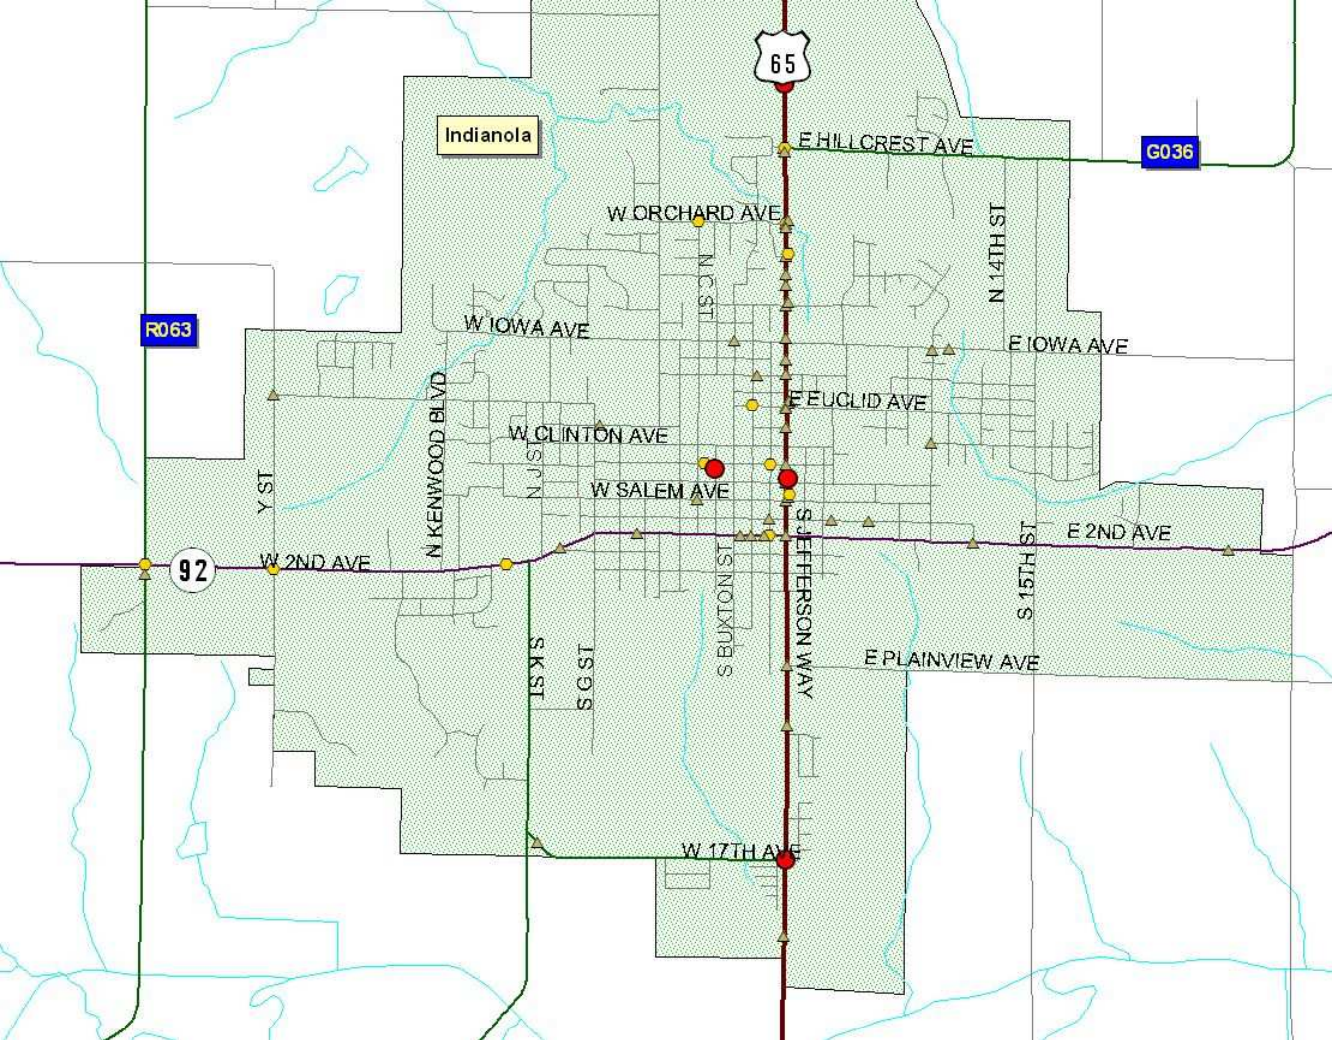 65
Indianola
E HILLCREST AVE
G036
W ORCHARD AVE
N 14TH ST
N C ST
R063
W IOWA AVE
E IOWA AVE
N KENWOOD BLVD
E EUCLID AVE
W CLINTON AVE
N J ST
Y ST
W SALEM AVE
S JEFFERSON WAY
E 2ND AVE
S 15TH ST
92
W 2ND AVE
S BUXTON ST
S K ST
S G ST
E PLAINVIEW AVE
W 17TH AVE